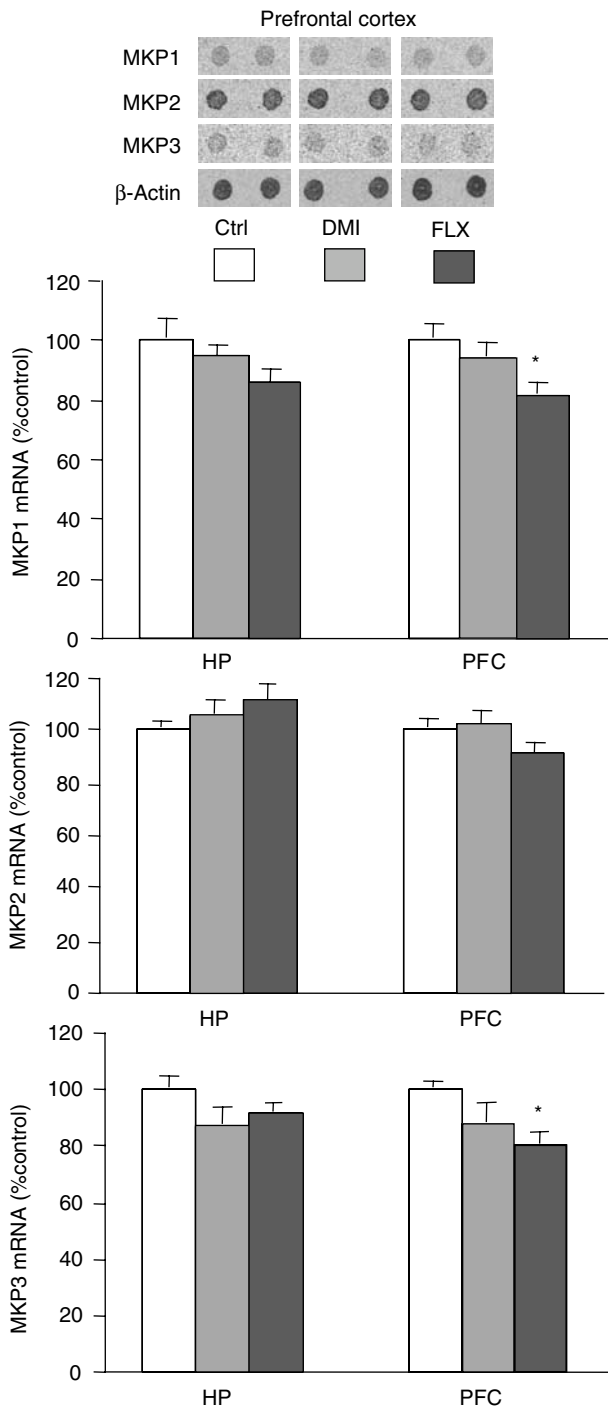 Prefrontal cortex
MKP1
MKP2
MKP3
β-Actin
Ctrl DMI FLX
MKP1 mRNA (%control)
120
100
80
60
40
20
0
*
HP PFC
MKP2 mRNA (%control)
120
100
80
60
40
20
0
HP PFC
MKP3 mRNA (%control)
120
100
80
60
40
20
0
*
HP PFC